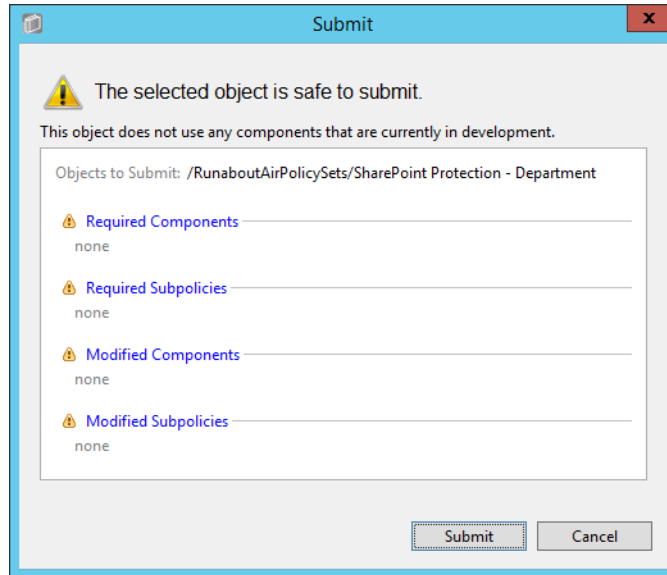 Submit
x
The selected object is safe to submit.
This object does not use any components that are currently in development.
Objects to Submit: /RunaboutAirPolicySets/SharePoint Protection - Department
Required Components
none
Required Subpolicies
none
Modified Components
none
Modified Subpolicies
none
Submit Cancel